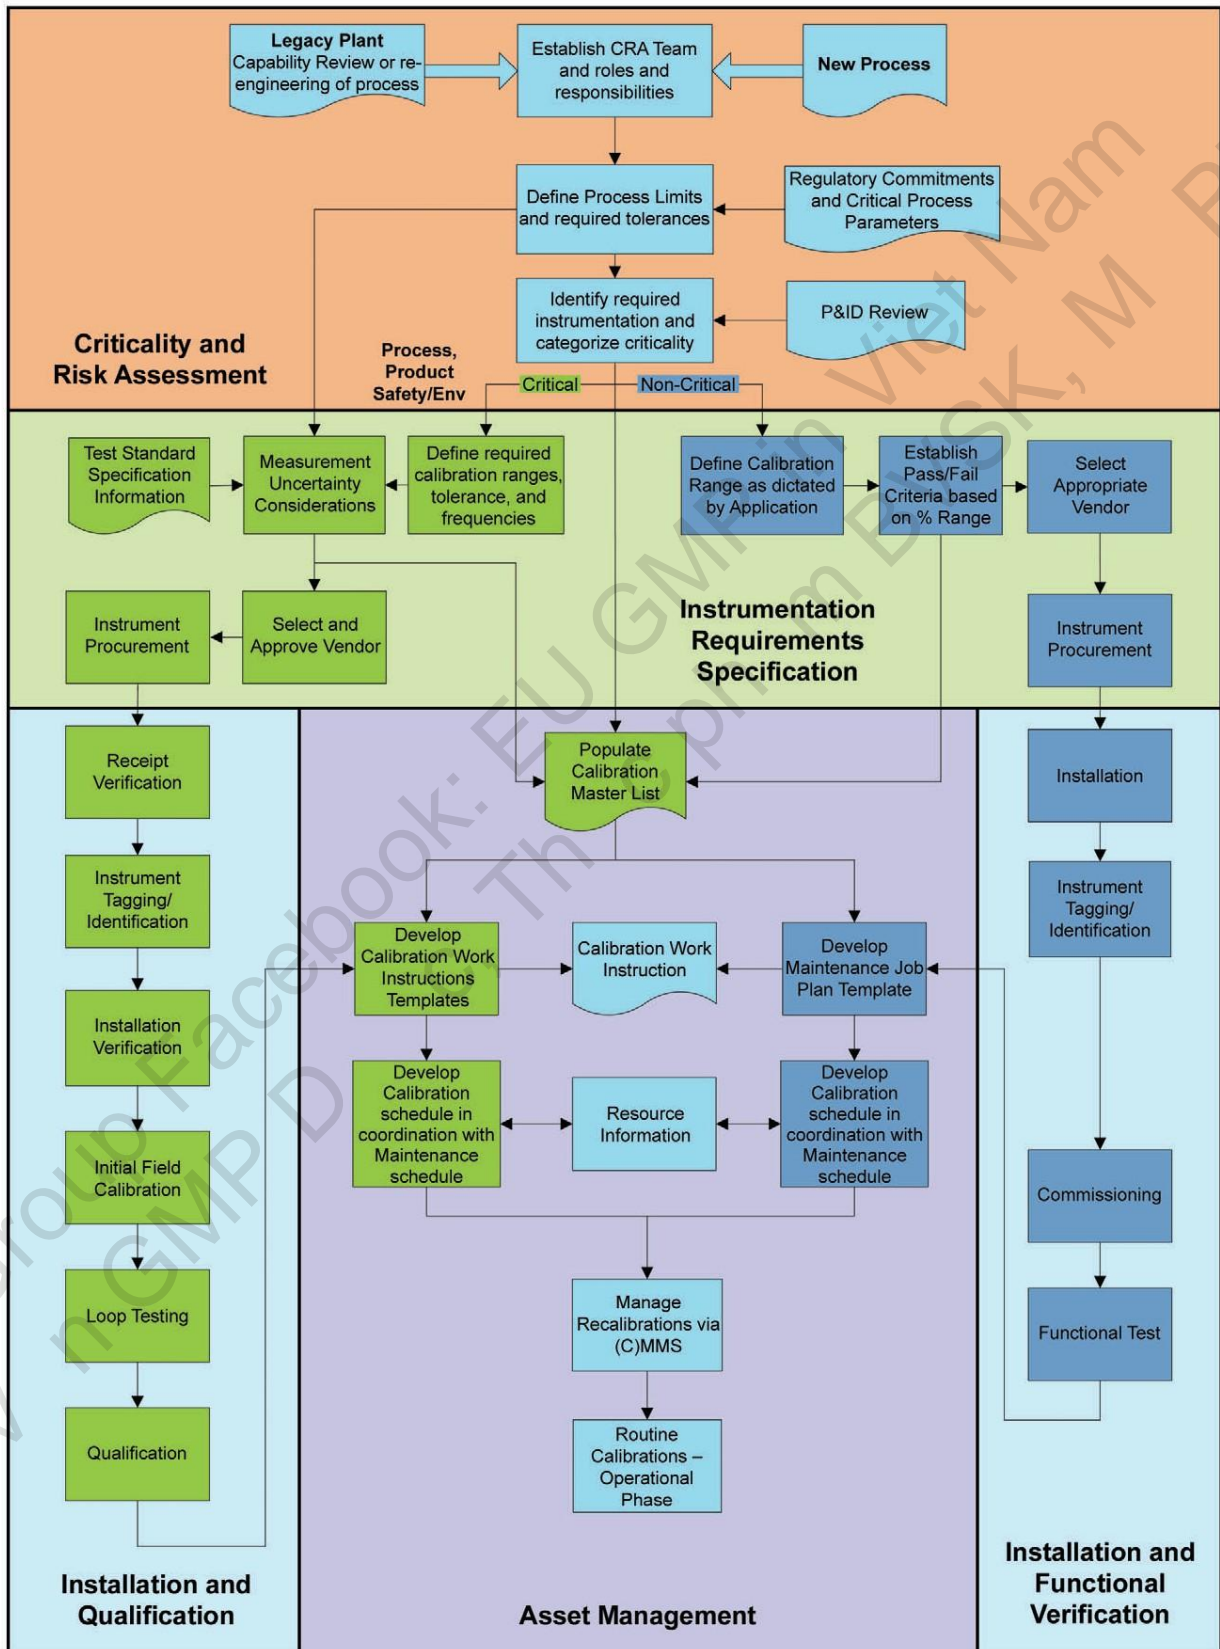 Legacy Plant
Capability Review or re-
engineering of process
Establish CRA Team
and roles and
responsibilities
New Process
Define Process Limits
and required tolerances
Regulatory Commitments
and Critical Process
Parameters
Identify required
instrumentation and
categorize criticality
P&ID Review
Criticality and
Risk Assessment
Process,
Product
Safety/Env
Critical
Non-Critical
Test Standard
Specification
Information
Measurement
Uncertainty
Considerations
Define required
calibration ranges,
tolerance, and
frequencies
Define Calibration
Range as dictated
by Application
Establish
Pass/Fail
Criteria based
on % Range
Select
Appropriate
Vendor
Instrument
Procurement
Select and
Approve Vendor
Instrumentation
Requirements
Specification
Instrument
Procurement
Receipt
Verification
Populate
Calibration
Master List
Installation
Instrument
Tagging/
Identification
Instrument
Tagging/
Identification
Develop
Calibration Work
Instructions
Templates
Calibration Work
Instruction
Develop
Maintenance Job
Plan Template
Installation
Verification
Develop
Calibration
schedule in
coordination with
Maintenance
schedule
Resource
Information
Develop
Calibration
schedule in
coordination with
Maintenance
schedule
Initial Field
Calibration
Commissioning
Loop Testing
Manage
Recalibrations via
(C)MMS
Functional Test
Qualification
Routine
Calibrations –
Operational
Phase
Installation and
Qualification
Asset Management
Installation and
Functional
Verification
Group Facebook: EU GMP in Viet Nam